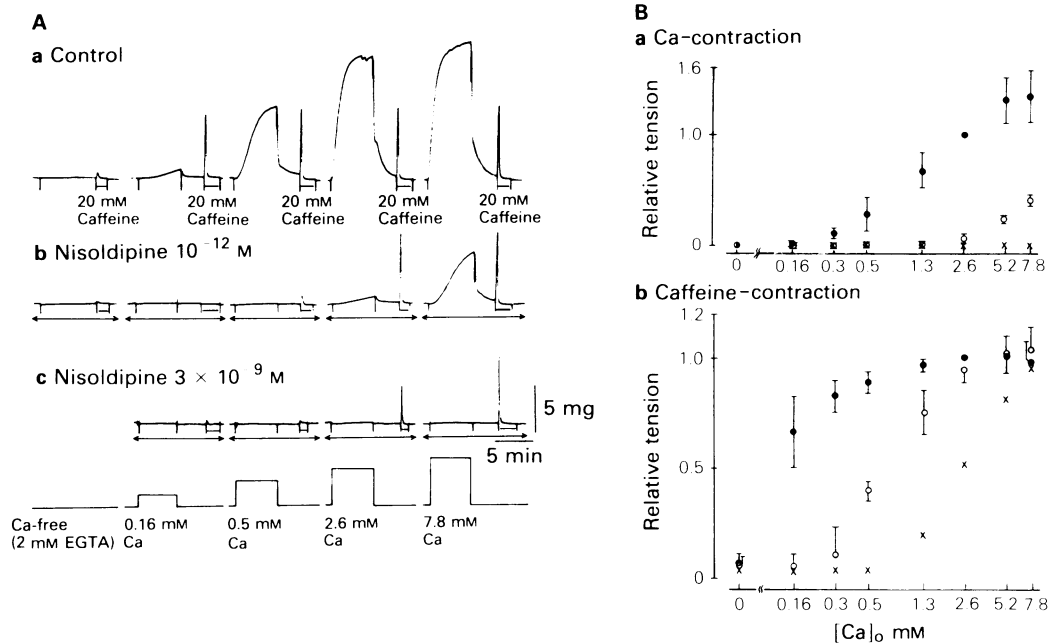 A
a Control
20 mM 20 mM 20 mM 20 mM 20 mM
Caffeine Caffeine Caffeine Caffeine Caffeine
b Nisoldipine 10⁻¹² M
c Nisoldipine 3 × 10⁻⁹ M
5 mg
5 min
Ca-free 0.16 mM 0.5 mM 2.6 mM 7.8 mM
(2 mM EGTA) Ca Ca Ca Ca
B
a Ca-contraction
1.6
1.0
0
Relative tension
0 0.16 0.3 0.5 1.3 2.6 5.2 7.8
b Caffeine-contraction
1.2
1.0
0.5
0
Relative tension
0 0.16 0.3 0.5 1.3 2.6 5.2 7.8
[Ca]ₒ mM